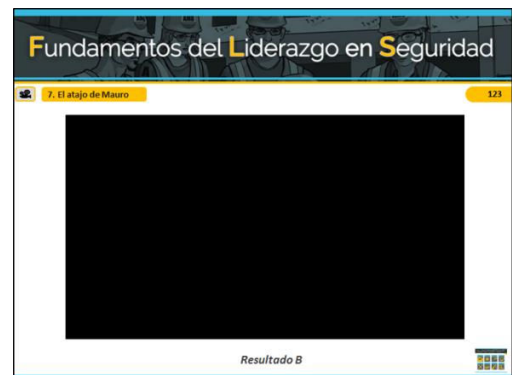 Fundamentos del Liderazgo en Seguridad
7. El atajo de Mauro
123
Resultado B